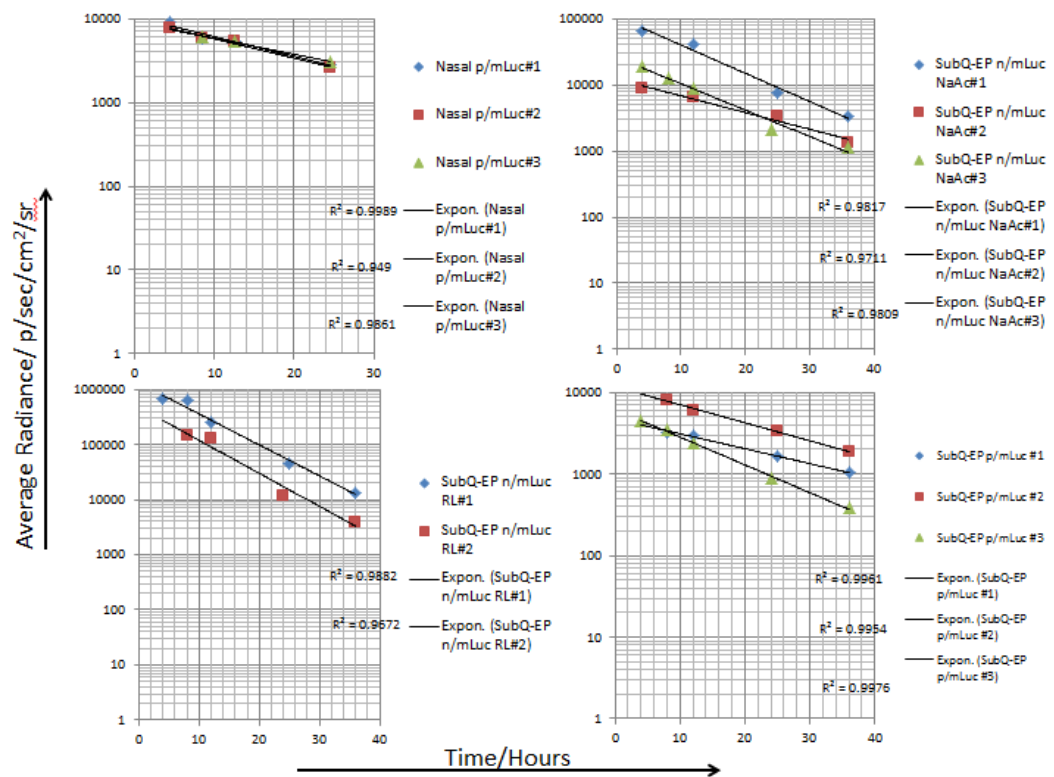 Average Radiance/ p/sec/cm²/sr
10000
1000
100
10
1
0
10
20
30
Nasal p/mLuc#1
Nasal p/mLuc#2
Nasal p/mLuc#3
R² = 0.9989
Expon. (Nasal
p/mLuc#1)
R² = 0.949
Expon. (Nasal
p/mLuc#2)
Expon. (Nasal
p/mLuc#3)
R² = 0.9861
100000
10000
1000
100
10
1
0
10
20
30
40
SubQ-EP n/mLuc
NaAc#1
SubQ-EP n/mLuc
NaAc#2
SubQ-EP n/mLuc
NaAc#3
R² = 0.9817
Expon. (SubQ-EP
n/mLuc NaAc#1)
R² = 0.9711
Expon. (SubQ-EP
n/mLuc NaAc#2)
Expon. (SubQ-EP
n/mLuc NaAc#3)
R² = 0.9809
1000000
100000
10000
1000
100
10
1
0
10
20
30
40
SubQ-EP n/mLuc
RL#1
SubQ-EP n/mLuc
RL#2
R² = 0.9882
Expon. (SubQ-EP
n/mLuc RL#1)
R² = 0.9672
Expon. (SubQ-EP
n/mLuc RL#2)
10000
1000
100
10
1
0
10
20
30
40
SubQ-EP p/mLuc #1
SubQ-EP p/mLuc #2
SubQ-EP p/mLuc #3
R² = 0.9961
Expon. (SubQ-EP
p/mLuc #1)
R² = 0.9954
Expon. (SubQ-EP
p/mLuc #2)
Expon. (SubQ-EP
p/mLuc #3)
R² = 0.9976
Time/Hours